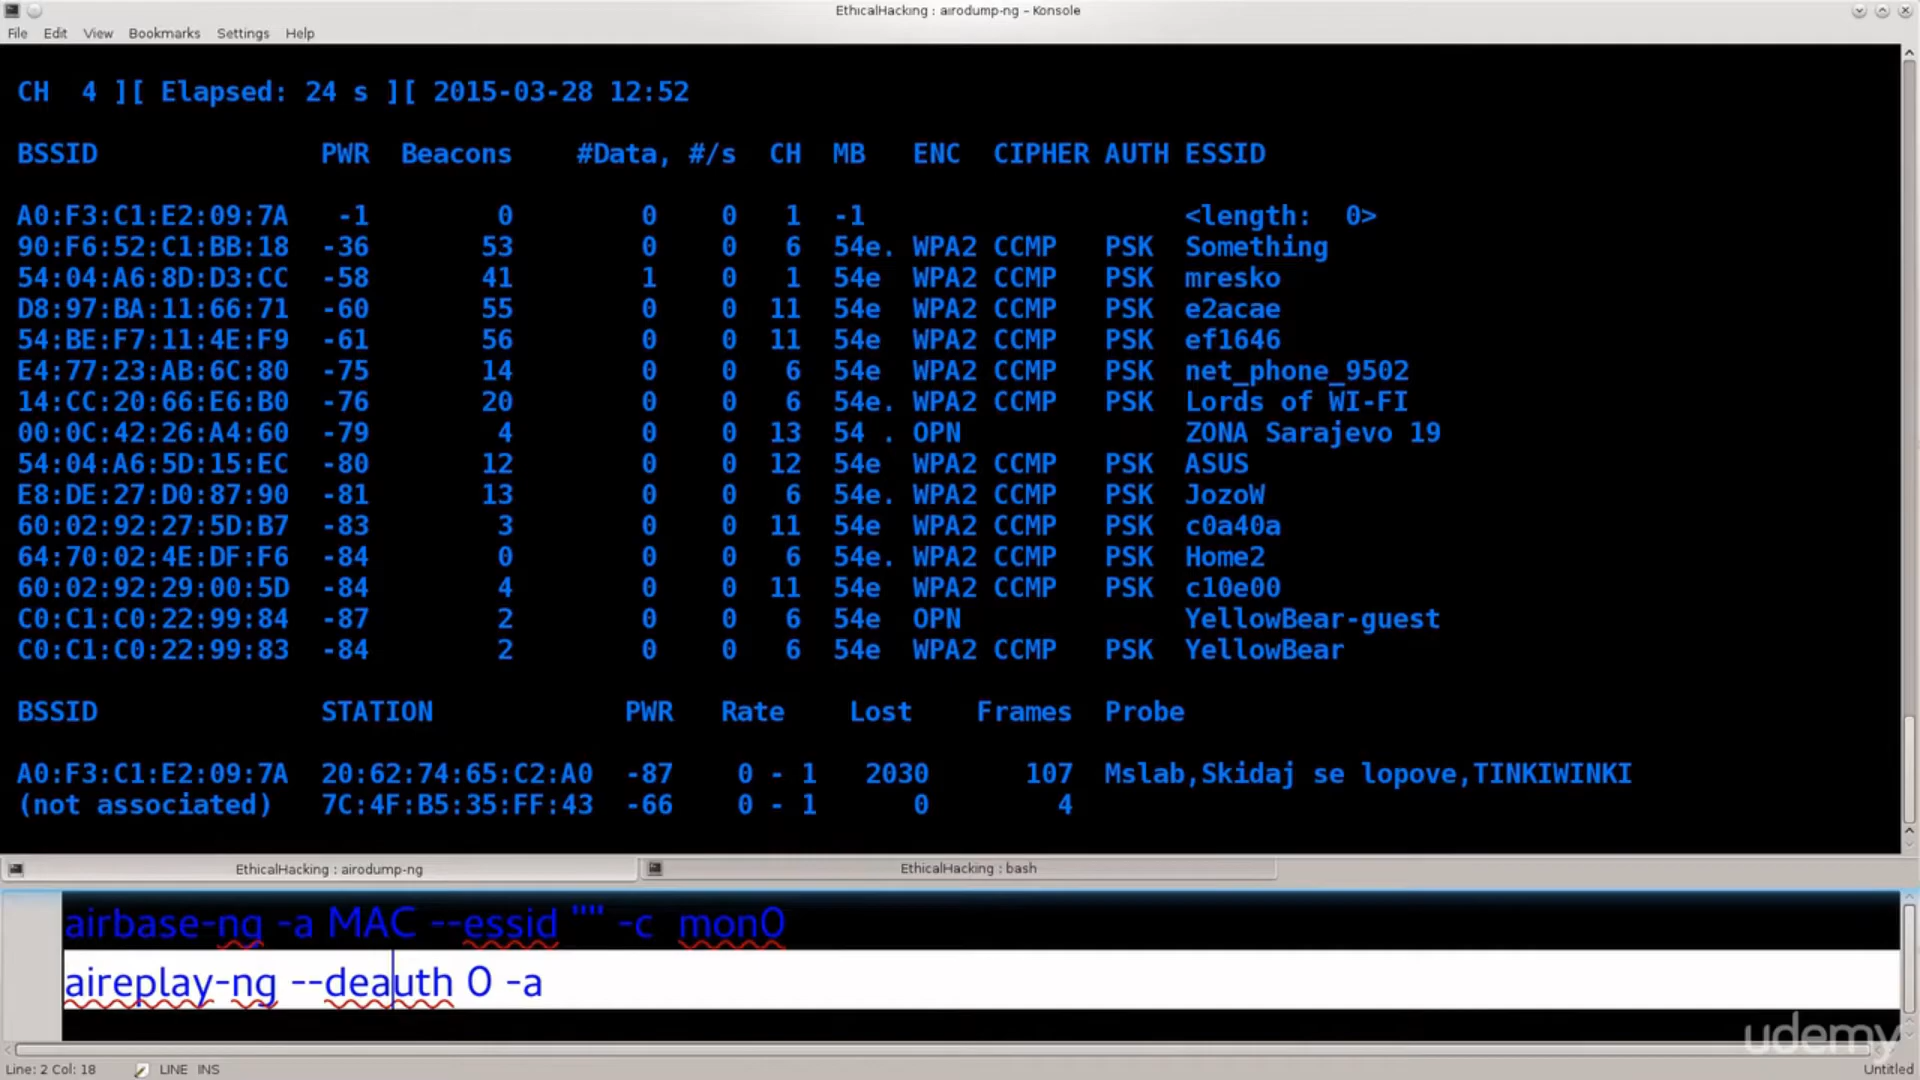 EthicalHacking : airodump-ng – Konsole
File Edit View Bookmarks Settings Help
CH 4 ][ Elapsed: 24 s ][ 2015-03-28 12:52
BSSID PWR Beacons #Data, #/s CH MB ENC CIPHER AUTH ESSID
A0:F3:C1:E2:09:7A -1 0 0 0 1 -1 <length: 0>
90:F6:52:C1:BB:18 -36 53 0 0 6 54e. WPA2 CCMP PSK Something
54:04:A6:8D:D3:CC -58 41 1 0 1 54e WPA2 CCMP PSK mresko
D8:97:BA:11:66:71 -60 55 0 0 11 54e WPA2 CCMP PSK e2acae
54:BE:F7:11:4E:F9 -61 56 0 0 11 54e WPA2 CCMP PSK ef1646
E4:77:23:AB:6C:80 -75 14 0 0 6 54e WPA2 CCMP PSK net_phone_9502
14:CC:20:66:E6:B0 -76 20 0 0 6 54e. WPA2 CCMP PSK Lords of WI-FI
00:0C:42:26:A4:60 -79 4 0 0 13 54 . OPN ZONA Sarajevo 19
54:04:A6:5D:15:EC -80 12 0 0 12 54e WPA2 CCMP PSK ASUS
E8:DE:27:D0:87:90 -81 13 0 0 6 54e. WPA2 CCMP PSK JozoW
60:02:92:27:5D:B7 -83 3 0 0 11 54e WPA2 CCMP PSK c0a40a
64:70:02:4E:DF:F6 -84 0 0 0 6 54e. WPA2 CCMP PSK Home2
60:02:92:29:00:5D -84 4 0 0 11 54e WPA2 CCMP PSK c10e00
C0:C1:C0:22:99:84 -87 2 0 0 6 54e OPN YellowBear-guest
C0:C1:C0:22:99:83 -84 2 0 0 6 54e WPA2 CCMP PSK YellowBear
BSSID STATION PWR Rate Lost Frames Probe
A0:F3:C1:E2:09:7A 20:62:74:65:C2:A0 -87 0 - 1 2030 107 Mslab,Skidaj se lopove,TINKIWINKI
(not associated) 7C:4F:B5:35:FF:43 -66 0 - 1 0 4
EthicalHacking : airodump-ng EthicalHacking : bash
airbase-ng -a MAC --essid "" -c mon0
aireplay-ng --deauth 0 -a
udemy
Line: 2 Col: 18 LINE INS Untitled